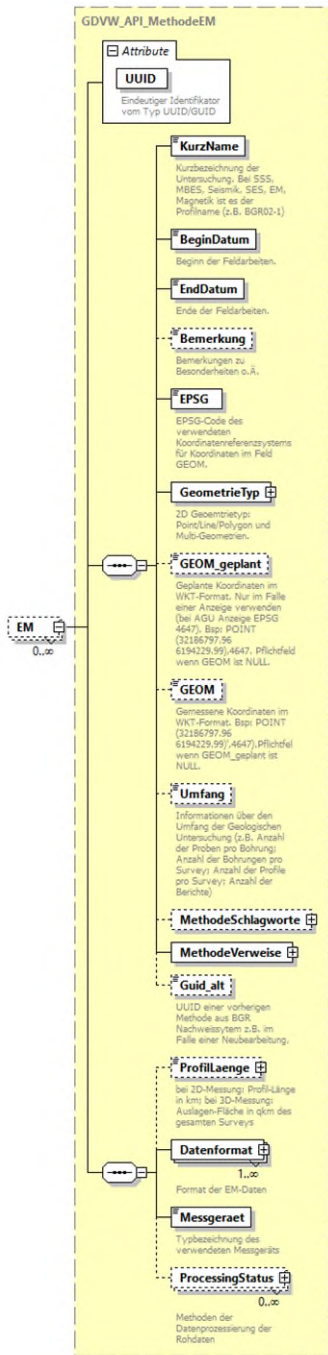 GDVW_API_MethodeEM
Attribute
UUID
Eindeutiger Identifikator
vom Typ UUID/GUID
KurzName
Kurzbezeichnung der
Untersuchung. Bei SSS,
MBES, Seismik, SES, EM,
Magnetik ist es der
Profilname (z.B. BGR02-1)
BeginDatum
Beginn der Feldarbeiten.
EndDatum
Ende der Feldarbeiten.
Bemerkung
Bemerkungen zu
Besonderheiten o.Ä.
EPSG
EPSG-Code des
verwendeten
Koordinatenreferenzsystems
für Koordinaten im Feld
GEOM.
GeometrieTyp
2D Geoemtrietyp:
Point/Line/Polygon und
Multi-Geometrien.
GEOM_geplant
Geplante Koordinaten im
WKT-Format. Nur im Falle
einer Anzeige verwenden
(bei AGU Anzeige EPSG
4647). Bsp: POINT
(32186797.96
6194229.99),4647. Pflichtfeld
wenn GEOM ist NULL.
EM
0..∞
GEOM
Gemessene Koordinaten im
WKT-Format. Bsp: POINT
(32186797.96
6194229.99)',4647).Pflichtfel
wenn GEOM_geplant ist
NULL.
Umfang
Informationen über den
Umfang der Geologischen
Untersuchung (z.B. Anzahl
der Proben pro Bohrung;
Anzahl der Bohrungen pro
Survey; Anzahl der Profile
pro Survey; Anzahl der
Berichte)
MethodeSchlagworte
MethodeVerweise
Guid_alt
UUID einer vorherigen
Methode aus BGR
Nachweissytem z.B. im
Falle einer Neubearbeitung.
ProfilLaenge
bei 2D-Messung: Profil-Länge
in km; bei 3D-Messung:
Auslagen-Fläche in qkm des
gesamten Surveys
Datenformat
1..∞
Format der EM-Daten
Messgeraet
Typbezeichnung des
verwendeten Messgeräts
ProcessingStatus
0..∞
Methoden der
Datenprozessierung der
Rohdaten